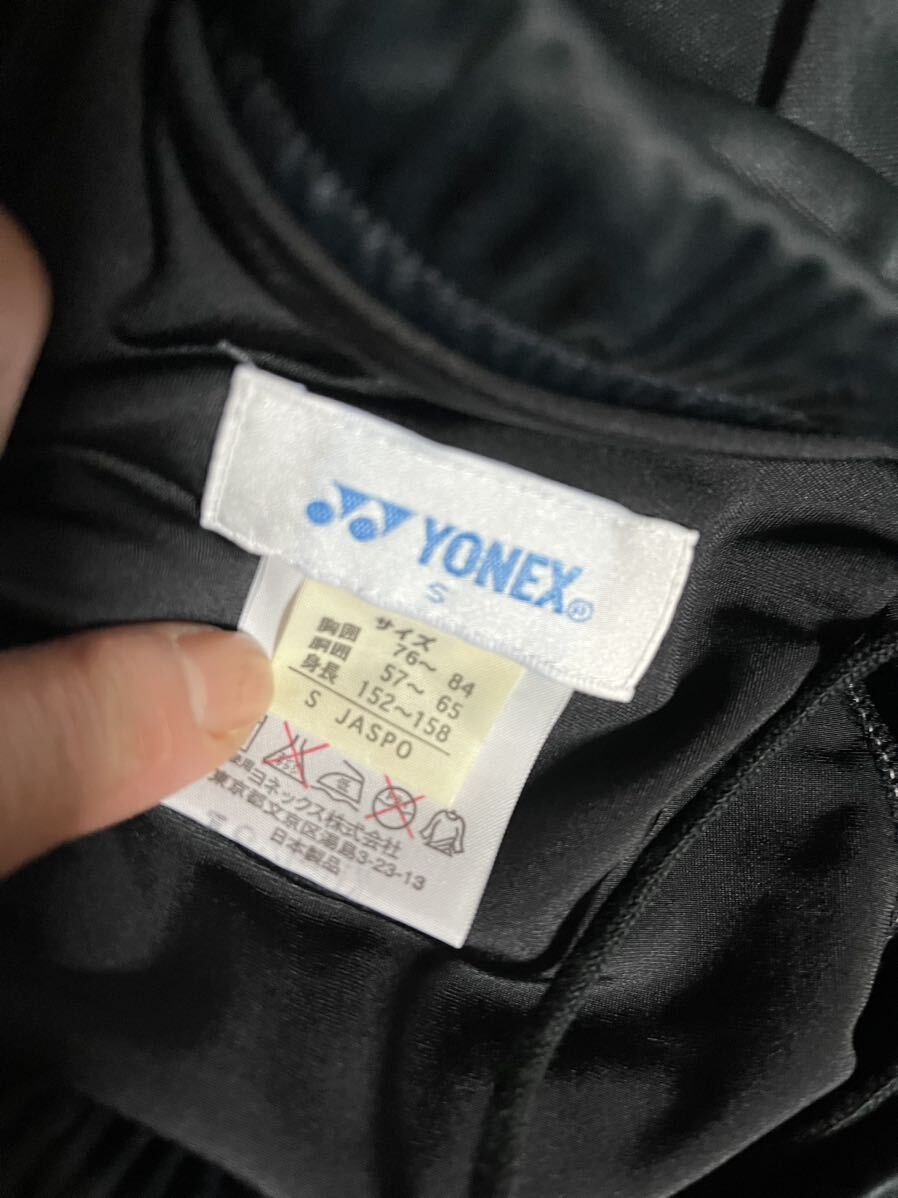 YONEX®
S
サイズ
胸囲 76〜 84
胴囲 57〜 65
身長 152〜158
S JASPO
使用 ヨネックス株式会社
東京都文京区湯島3-23-13
日本製品